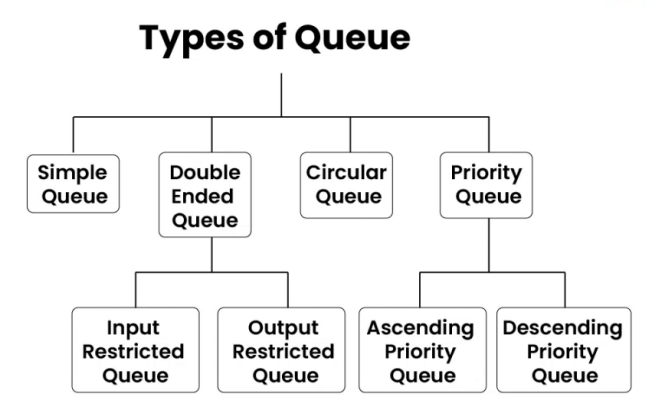 Types of Queue
Simple
Queue
Double
Ended
Queue
Circular
Queue
Priority
Queue
Input
Restricted
Queue
Output
Restricted
Queue
Ascending
Priority
Queue
Descending
Priority
Queue